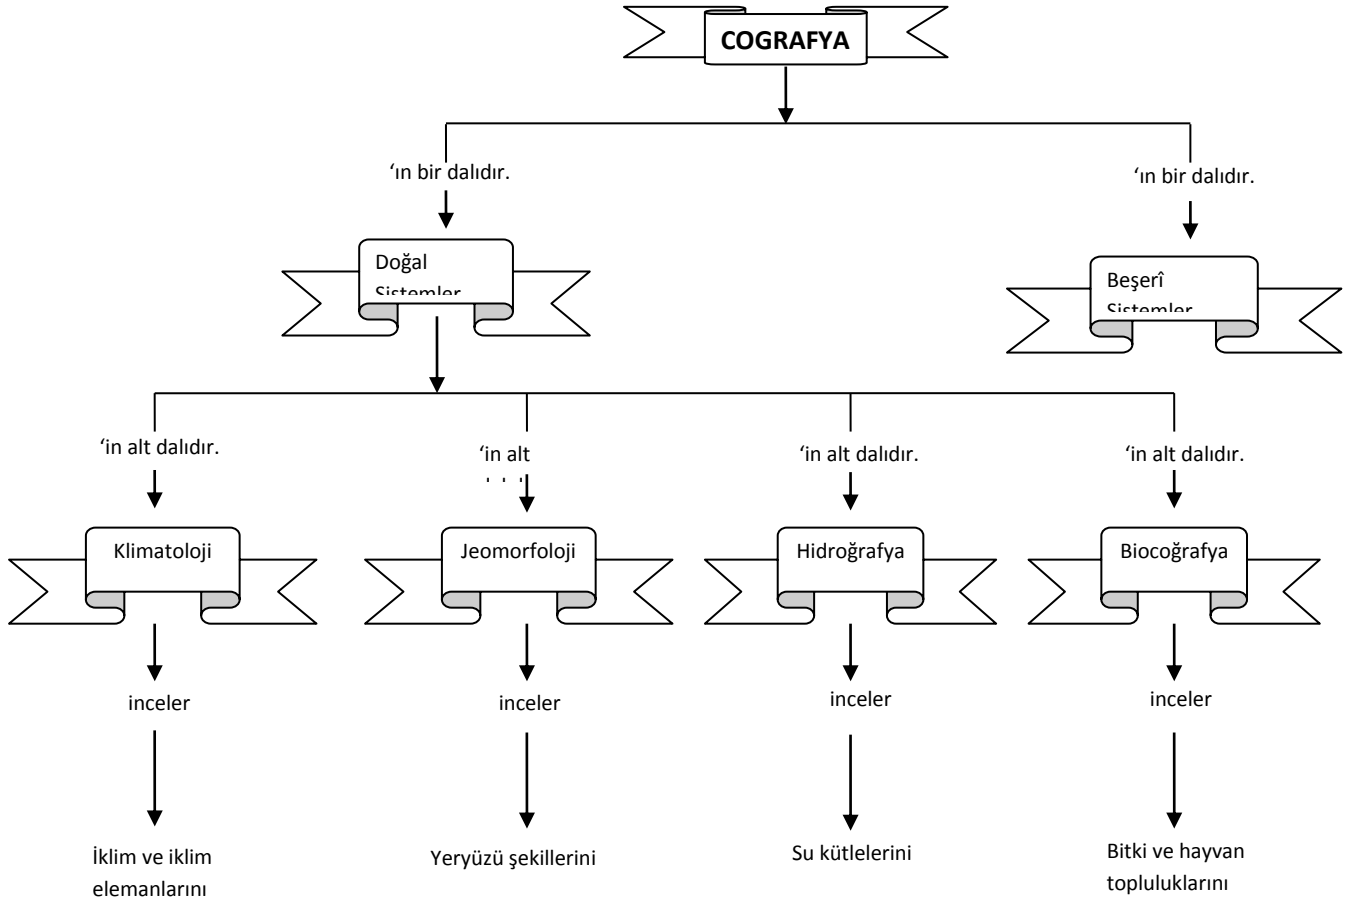 COGRAFYA
‘ın bir dalıdır.
‘ın bir dalıdır.
Doğal
Sistemler
Beşerî
Sistemler
‘in alt dalıdır.
‘in alt
‘in alt dalıdır.
‘in alt dalıdır.
Klimatoloji
Jeomorfoloji
Hidroğrafya
Biocoğrafya
inceler
inceler
inceler
inceler
İklim ve iklim
elemanlarını
Yeryüzü şekillerini
Su kütlelerini
Bitki ve hayvan
topluluklarını